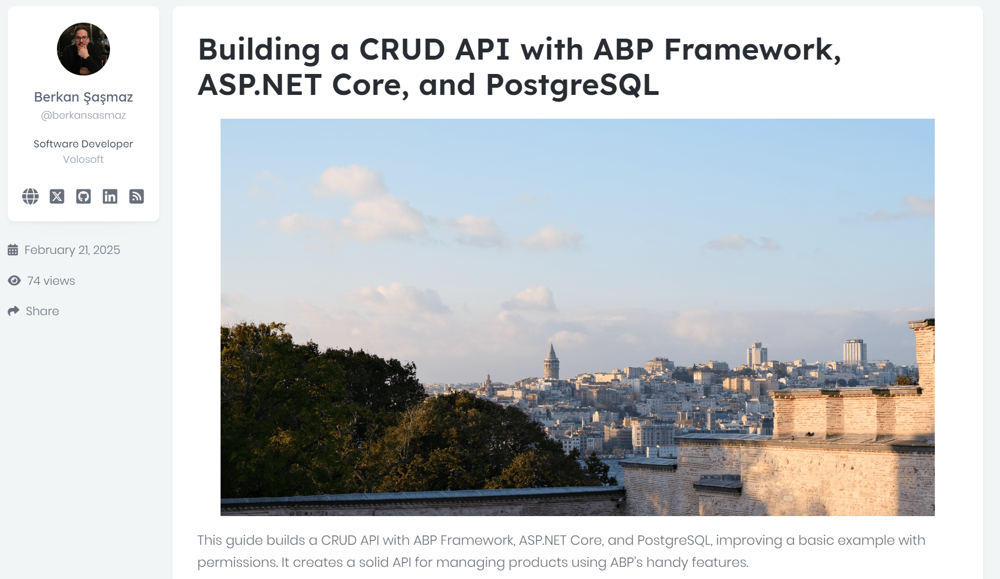 Berkan Şaşmaz
@berkansasmaz
Software Developer
Volosoft
February 21, 2025
74 views
Share
Building a CRUD API with ABP Framework,
ASP.NET Core, and PostgreSQL
This guide builds a CRUD API with ABP Framework, ASP.NET Core, and PostgreSQL, improving a basic example with
permissions. It creates a solid API for managing products using ABP’s handy features.